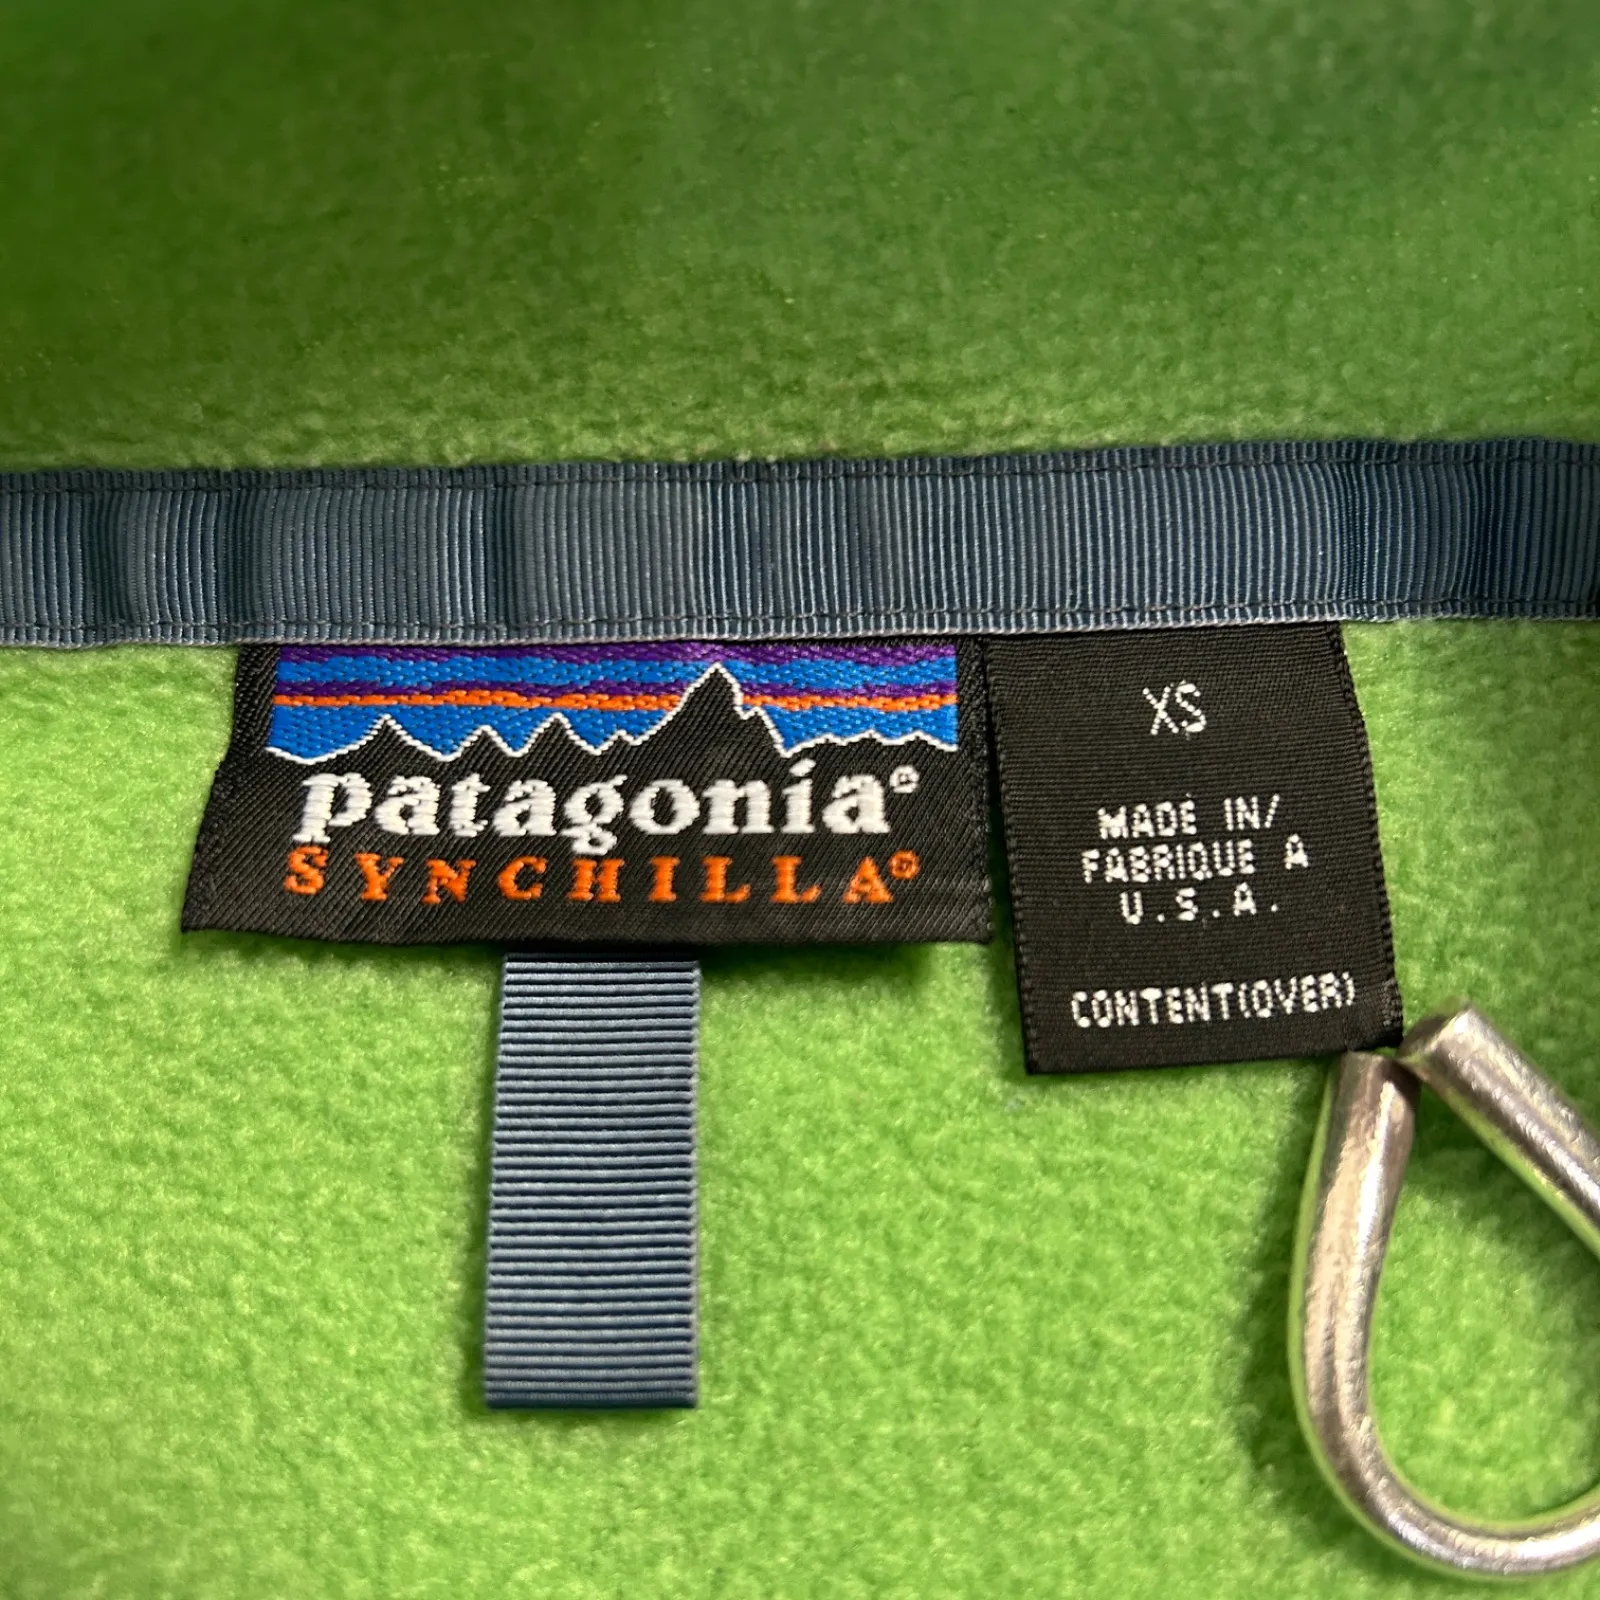 patagonia®
SYNCHILLA®
XS
MADE IN/
FABRIQUE A
U.S.A.
CONTENT(OVER)